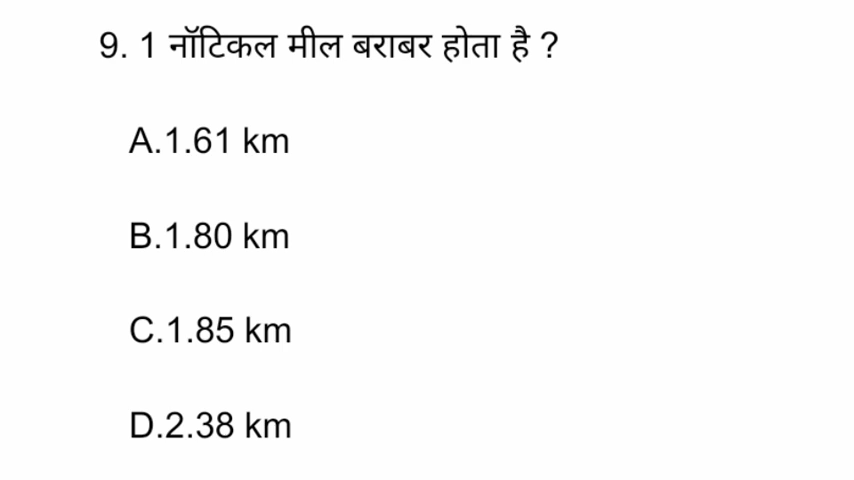 9. 1 नॉटिकल मील बराबर होता है ?
A.1.61 km
B.1.80 km
C.1.85 km
D.2.38 km